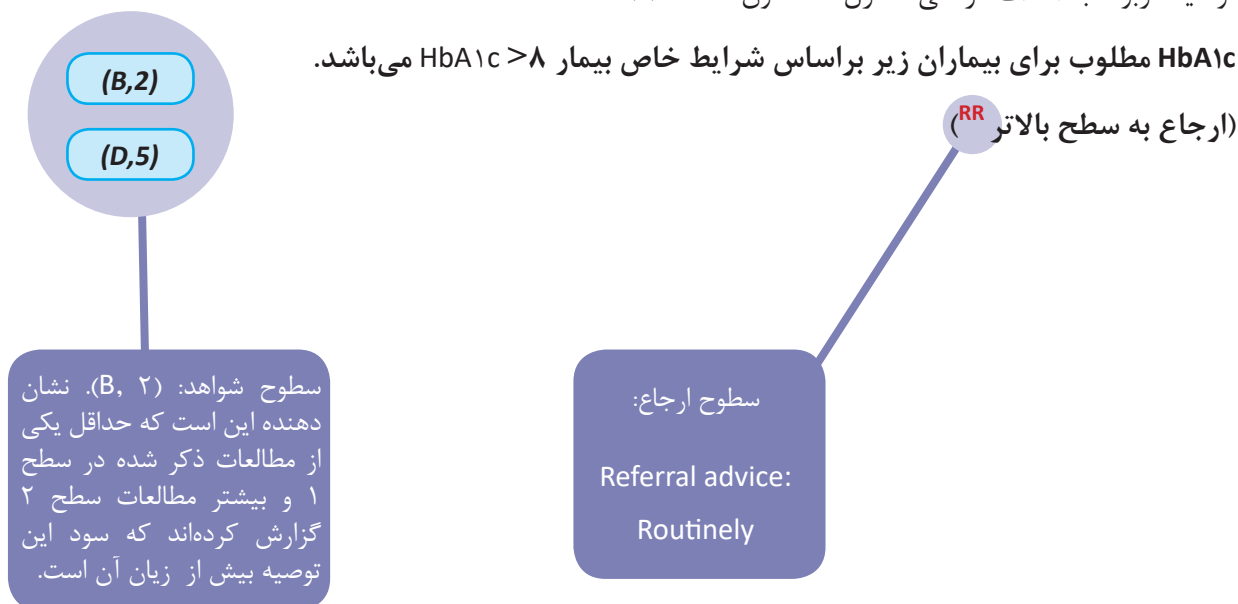 HbA۱c مطلوب برای بیماران زیر براساس شرایط خاص بیمار HbA۱c >۸ می‌باشد.
(ارجاع به سطح بالاتر RR)
(B,2)
(D,5)
سطوح شواهد: (B, ۲). نشان
دهنده این است که حداقل یکی
از مطالعات ذکر شده در سطح
۱ و بیشتر مطالعات سطح ۲
گزارش کرده‌اند که سود این
توصیه بیش از زیان آن است.
سطوح ارجاع:
Referral advice:
Routinely